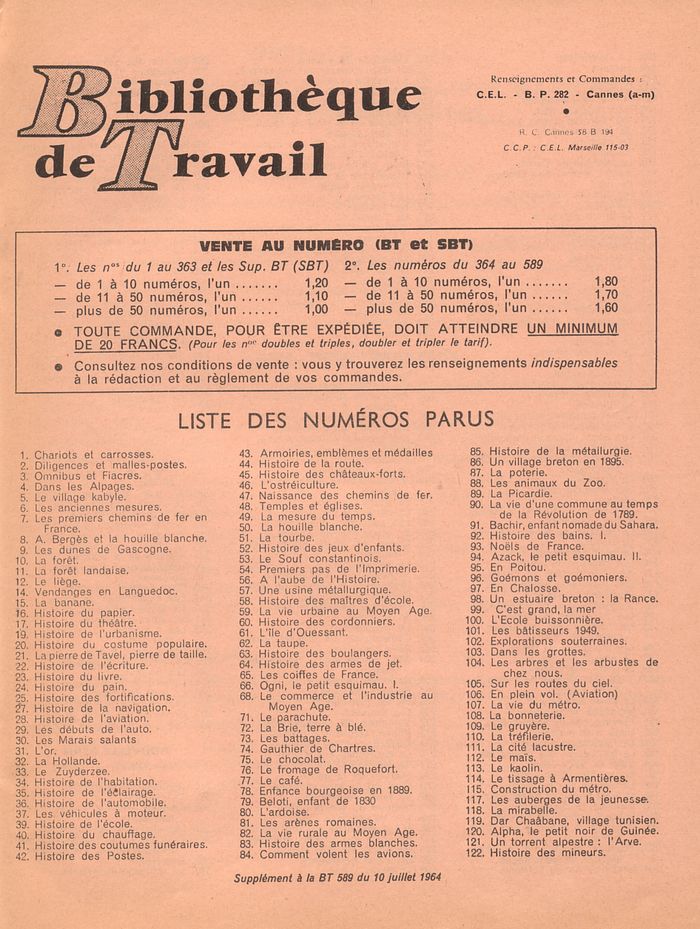 Bibliothèque
de Travail
Renseignements et Commandes :
C.E.L. - B. P. 282 - Cannes (a-m)
R. C. Cannes 56 B 194
C.C.P. : C.E.L. Marseille 115-03
VENTE AU NUMÉRO (BT et SBT)
1°. Les nos du 1 au 363 et les Sup. BT (SBT)
— de 1 à 10 numéros, l'un ....... 1,20
— de 11 à 50 numéros, l'un ...... 1,10
— plus de 50 numéros, l'un ...... 1,00
2°. Les numéros du 364 au 589
— de 1 à 10 numéros, l'un ....... 1,80
— de 11 à 50 numéros, l'un ...... 1,70
— plus de 50 numéros, l'un ...... 1,60
• TOUTE COMMANDE, POUR ÊTRE EXPÉDIÉE, DOIT ATTEINDRE UN MINIMUM
DE 20 FRANCS. (Pour les nos doubles et triples, doubler et tripler le tarif).
• Consultez nos conditions de vente : vous y trouverez les renseignements indispensables
à la rédaction et au règlement de vos commandes.
LISTE DES NUMÉROS PARUS
1. Chariots et carrosses.
2. Diligences et malles-postes.
3. Omnibus et Fiacres.
4. Dans les Alpages.
5. Le village kabyle.
6. Les anciennes mesures.
7. Les premiers chemins de fer en
France.
8. A. Bergès et la houille blanche.
9. Les dunes de Gascogne.
10. La forêt.
11. La forêt landaise.
12. Le liège.
14. Vendanges en Languedoc.
15. La banane.
16. Histoire du papier.
17. Histoire du théâtre.
19. Histoire de l'urbanisme.
20. Histoire du costume populaire.
21. La pierre de Tavel, pierre de taille.
22. Histoire de l'écriture.
23. Histoire du livre.
24. Histoire du pain.
25. Histoire des fortifications.
27. Histoire de la navigation.
28. Histoire de l'aviation.
29. Les débuts de l'auto.
30. Les Marais salants
31. L'or.
32. La Hollande.
33. Le Zuyderzee.
34. Histoire de l'habitation.
35. Histoire de l'éclairage.
36. Histoire de l'automobile.
37. Les véhicules à moteur.
39. Histoire de l'école.
40. Histoire du chauffage.
41. Histoire des coutumes funéraires.
42. Histoire des Postes.
43. Armoiries, emblèmes et médailles
44. Histoire de la route.
45. Histoire des châteaux-forts.
46. L'ostréiculture.
47. Naissance des chemins de fer.
48. Temples et églises.
49. La mesure du temps.
50. La houille blanche.
51. La tourbe.
52. Histoire des jeux d'enfants.
53. Le Souf constantinois.
54. Premiers pas de l'Imprimerie.
56. A l'aube de l'Histoire.
57. Une usine métallurgique.
58. Histoire des maîtres d'école.
59. La vie urbaine au Moyen Age.
60. Histoire des cordonniers.
61. L'île d'Ouessant.
62. La taupe.
63. Histoire des boulangers.
64. Histoire des armes de jet.
65. Les coiffes de France.
66. Ogni, le petit esquimau. I.
68. Le commerce et l'industrie au
Moyen Age.
71. Le parachute.
72. La Brie, terre à blé.
73. Les battages.
74. Gauthier de Chartres.
75. Le chocolat.
76. Le fromage de Roquefort.
77. Le café.
78. Enfance bourgeoise en 1889.
79. Beloti, enfant de 1830
80. L'ardoise.
81. Les arènes romaines.
82. La vie rurale au Moyen Age.
83. Histoire des armes blanches.
84. Comment volent les avions.
85. Histoire de la métallurgie.
86. Un village breton en 1895.
87. La poterie.
88. Les animaux du Zoo.
89. La Picardie.
90. La vie d'une commune au temps
de la Révolution de 1789.
91. Bachir, enfant nomade du Sahara.
92. Histoire des bains. I.
93. Noëls de France.
94. Azack, le petit esquimau. II.
95. En Poitou.
96. Goémons et goémoniers.
97. En Chalosse.
98. Un estuaire breton : la Rance.
99. C'est grand, la mer
100. L'Ecole buissonnière.
101. Les bâtisseurs 1949.
102. Explorations souterraines.
103. Dans les grottes.
104. Les arbres et les arbustes de
chez nous.
105. Sur les routes du ciel.
106. En plein vol. (Aviation)
107. La vie du métro.
108. La bonneterie.
109. Le gruyère.
110. La tréfilerie.
111. La cité lacustre.
112. Le maïs.
113. Le kaolin.
114. Le tissage à Armentières.
115. Construction du métro.
117. Les auberges de la jeunesse.
118. La mirabelle.
119. Dar Chaâbane, village tunisien.
120. Alpha, le petit noir de Guinée.
121. Un torrent alpestre : l'Arve.
122. Histoire des mineurs.
Supplément à la BT 589 du 10 juillet 1964